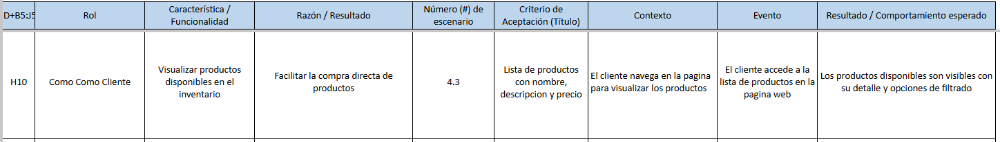 D+B5:J5
Rol
Característica /
Funcionalidad
Razón / Resultado
Número (#) de
escenario
Criterio de
Aceptación (Título)
Contexto
Evento
Resultado / Comportamiento esperado
H10
Como Como Cliente
Visualizar productos
disponibles en el
inventario
Facilitar la compra directa de
productos
4.3
Lista de productos
con nombre,
descripcion y precio
El cliente navega en la pagina
para visualizar los productos
El cliente accede a la
lista de productos en la
pagina web
Los productos disponibles son visibles con
su detalle y opciones de filtrado